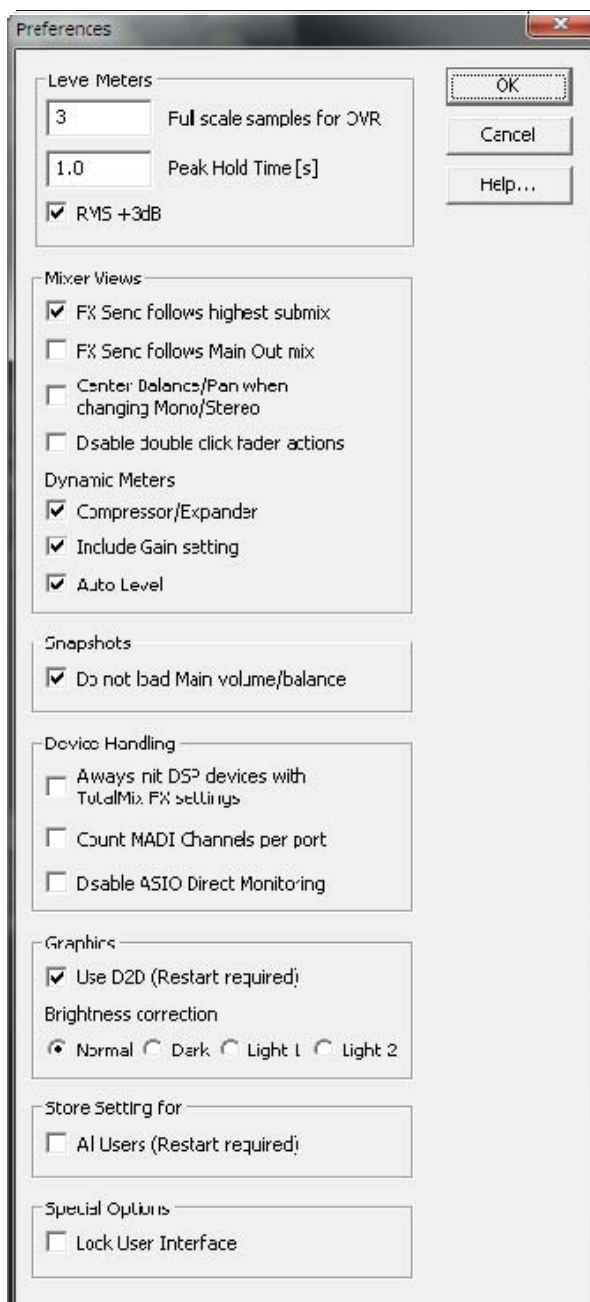 Preferences
Level Meters
3 Full scale samples for OVR
1.0 Peak Hold Time [s]
RMS +3dB
OK
Cancel
Help...
Mixer Views
FX Send follows highest submix
FX Send follows Main Out mix
Center Balance/Pan when
changing Mono/Stereo
Disable double click fader actions
Dynamic Meters
Compressor/Expander
Include Gain setting
Auto Level
Snapshots
Do not load Main volume/balance
Device Handling
Always init DSP devices with
TotalMix FX settings
Count MADI Channels per port
Disable ASIO Direct Monitoring
Graphics
Use D2D (Restart required)
Brightness correction
Normal Dark Light 1 Light 2
Store Setting for
All Users (Restart required)
Special Options
Lock User Interface